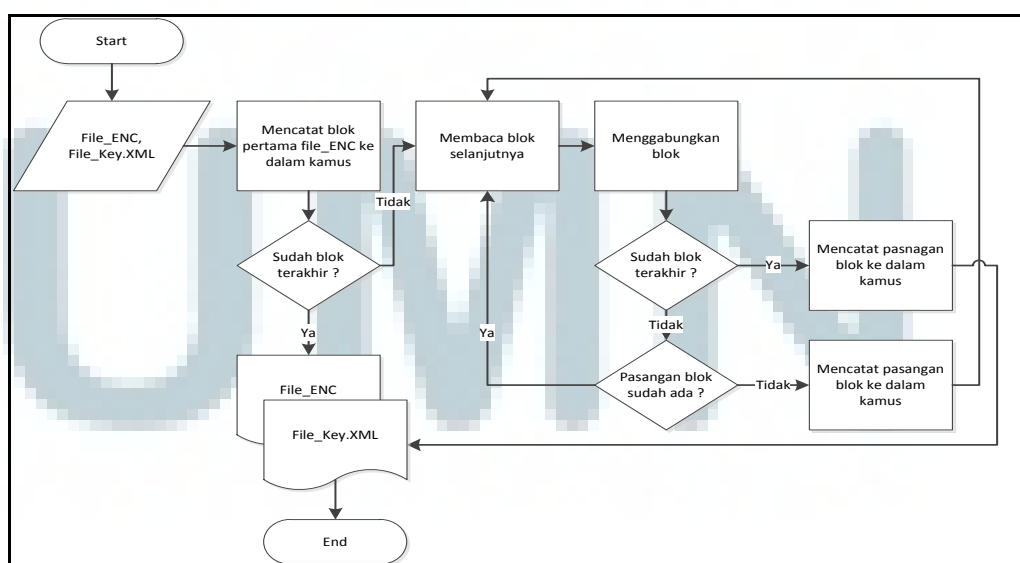 Start
File_ENC,
File_Key.XML
Mencatat blok
pertama file_ENC ke
dalam kamus
Membaca blok
selanjutnya
Menggabungkan
blok
Tidak
Sudah blok
terakhir ?
Sudah blok
terakhir ?
Ya
Mencatat pasnagan
blok ke dalam
kamus
Ya
Ya
Tidak
File_ENC
Pasangan blok
sudah ada ?
Tidak
Mencatat pasangan
blok ke dalam
kamus
File_Key.XML
End
UMN